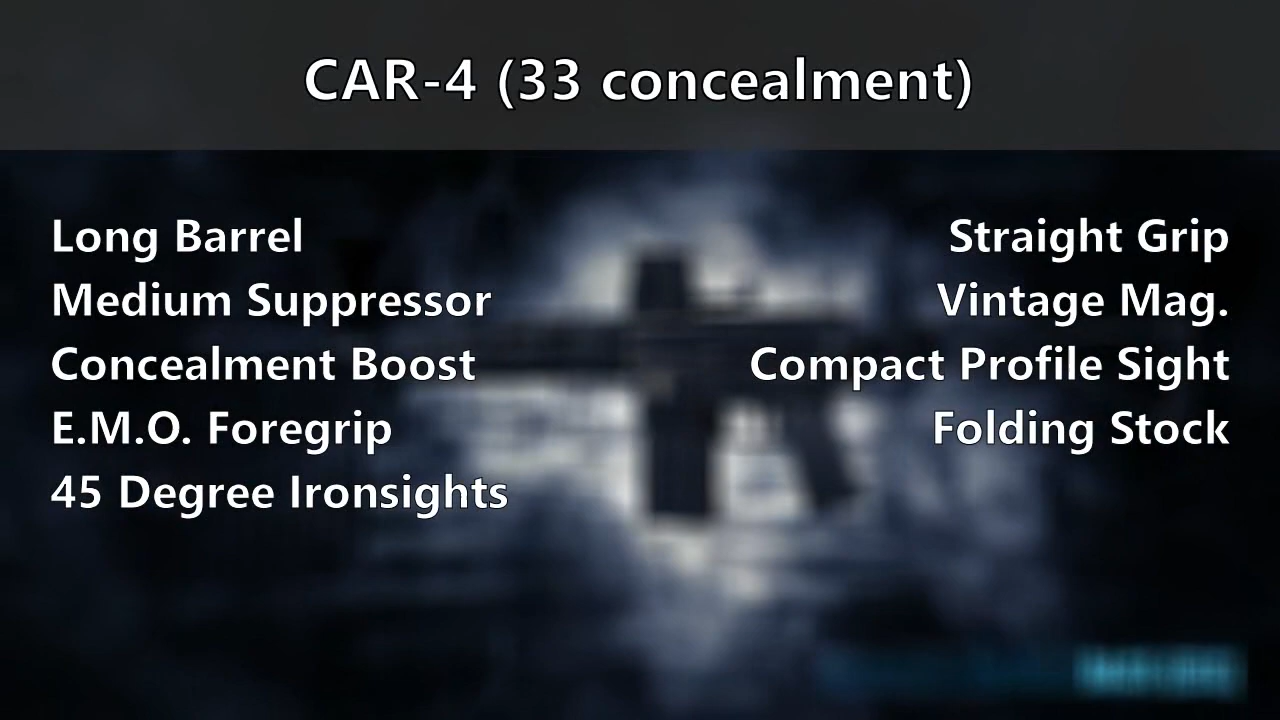 CAR-4 (33 concealment)
Long Barrel
Medium Suppressor
Concealment Boost
E.M.O. Foregrip
45 Degree Ironsights
Straight Grip
Vintage Mag.
Compact Profile Sight
Folding Stock